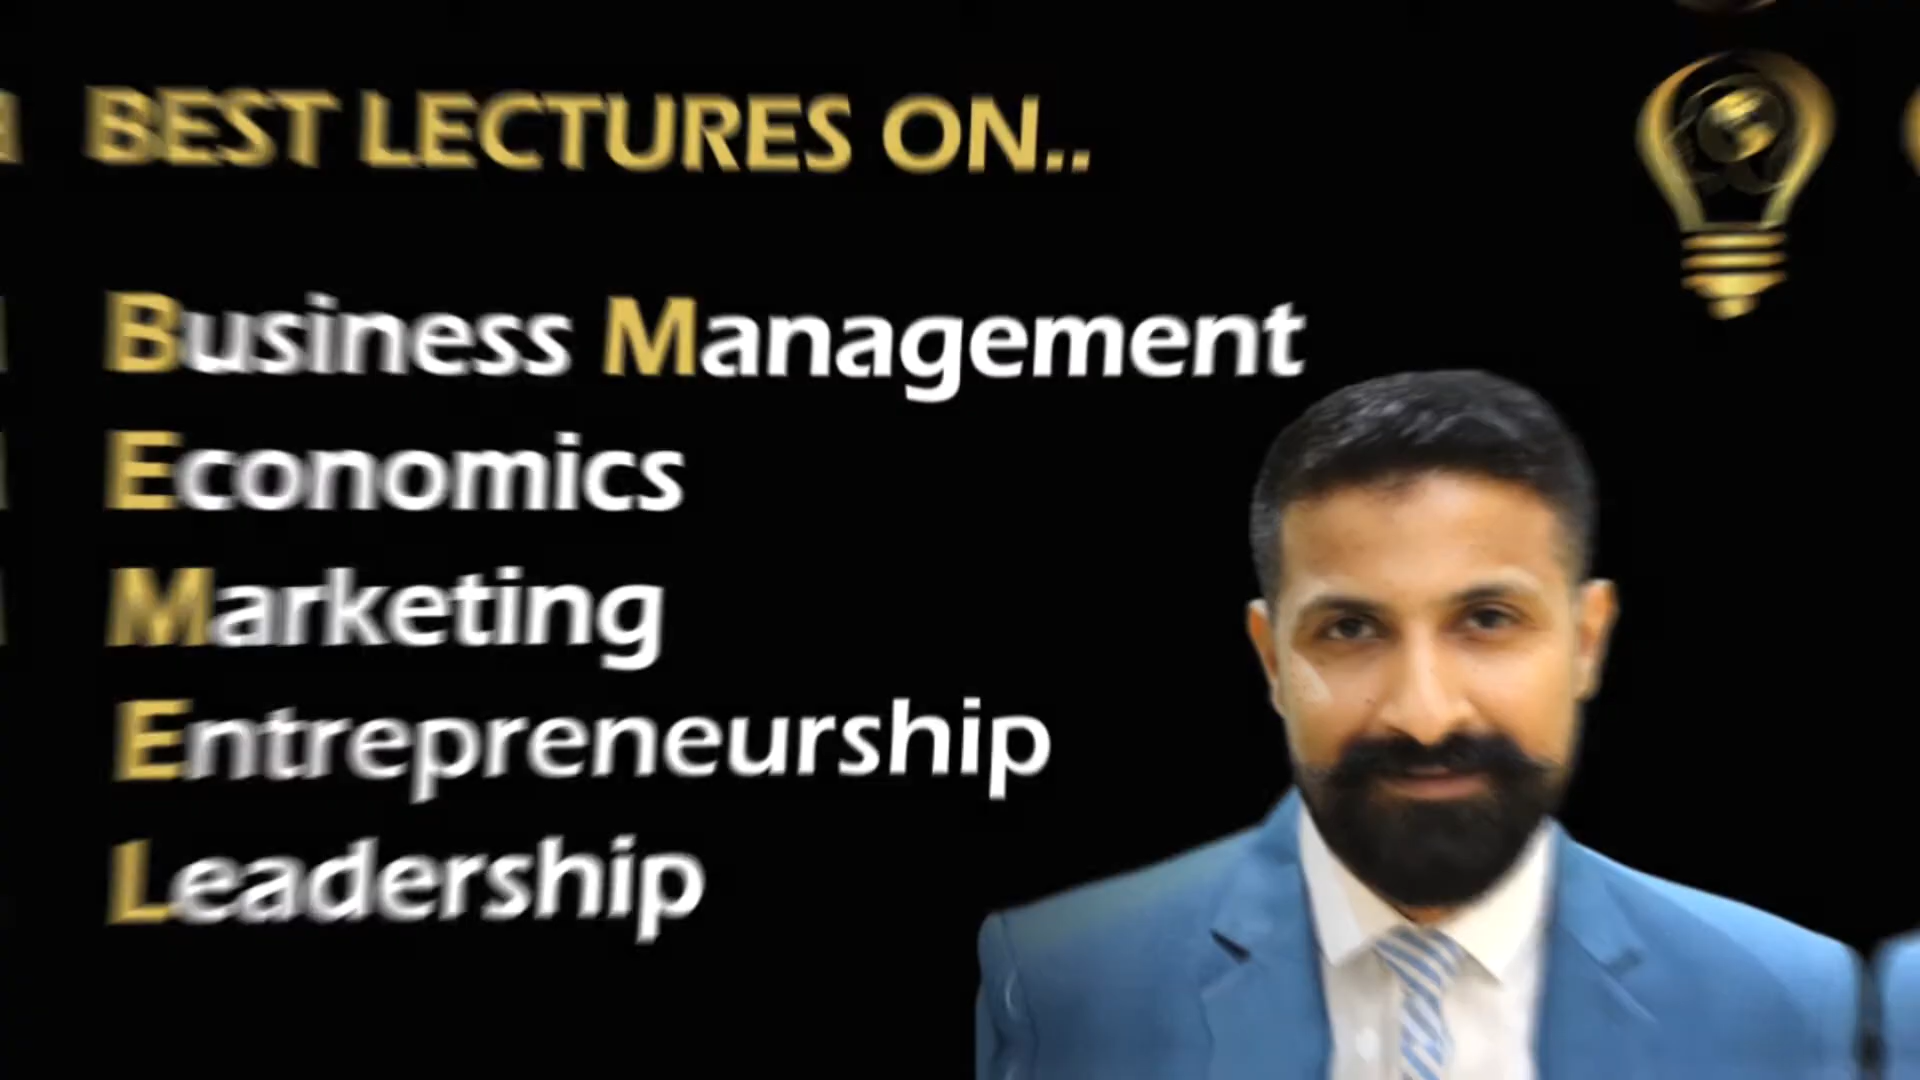 BEST LECTURES ON..
Business Management
Economics
Marketing
Entrepreneurship
Leadership